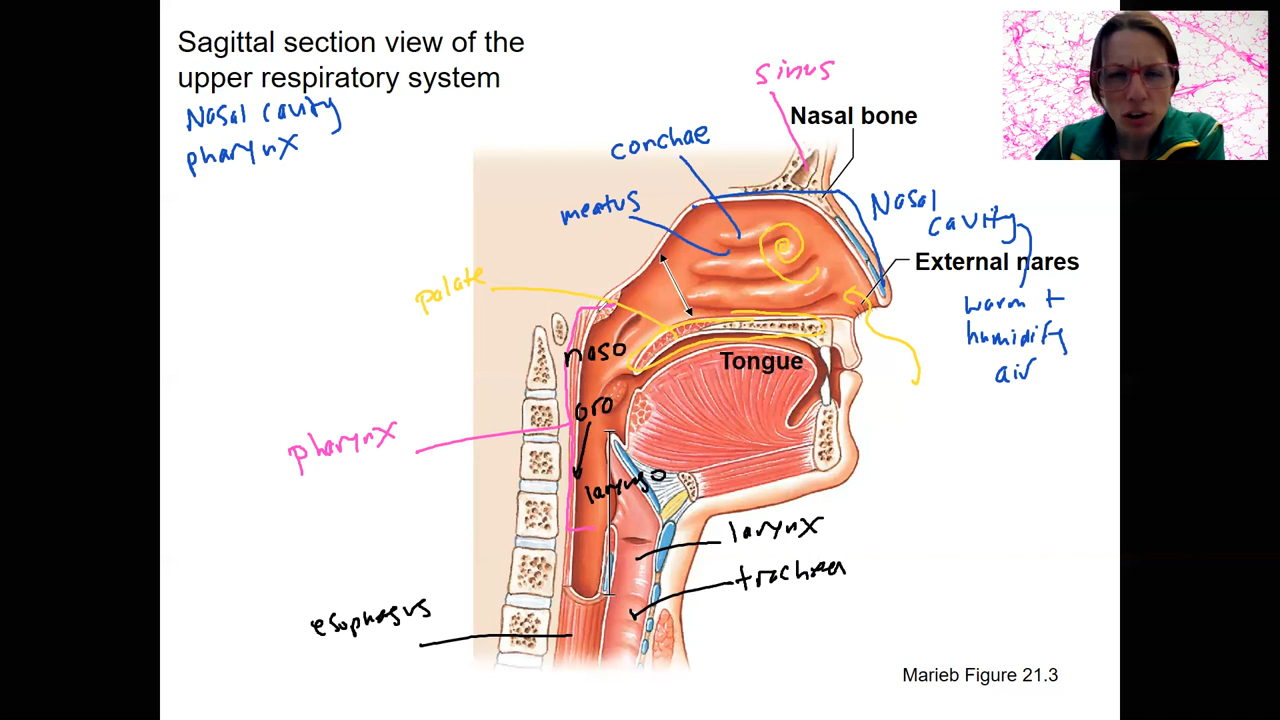 Sagittal section view of the
upper respiratory system
Nasal cavity
pharynx
sinus
Nasal bone
conchae
meatus
Nasal
cavity
External nares
warm +
humidify
air
palate
naso
Tongue
oro
pharynx
laryngo
larynx
trachea
esophagus
Marieb Figure 21.3